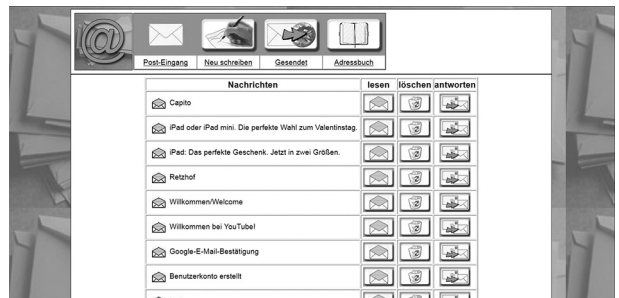 Post-Eingang Neu schreiben Gesendet Adressbuch
Nachrichten lesen löschen antworten
Capito
iPad oder iPad mini. Die perfekte Wahl zum Valentinstag.
iPad: Das perfekte Geschenk. Jetzt in zwei Größen.
Retzhof
Willkommen/Welcome
Willkommen bei YouTube!
Google-E-Mail-Bestätigung
Benutzerkonto erstellt